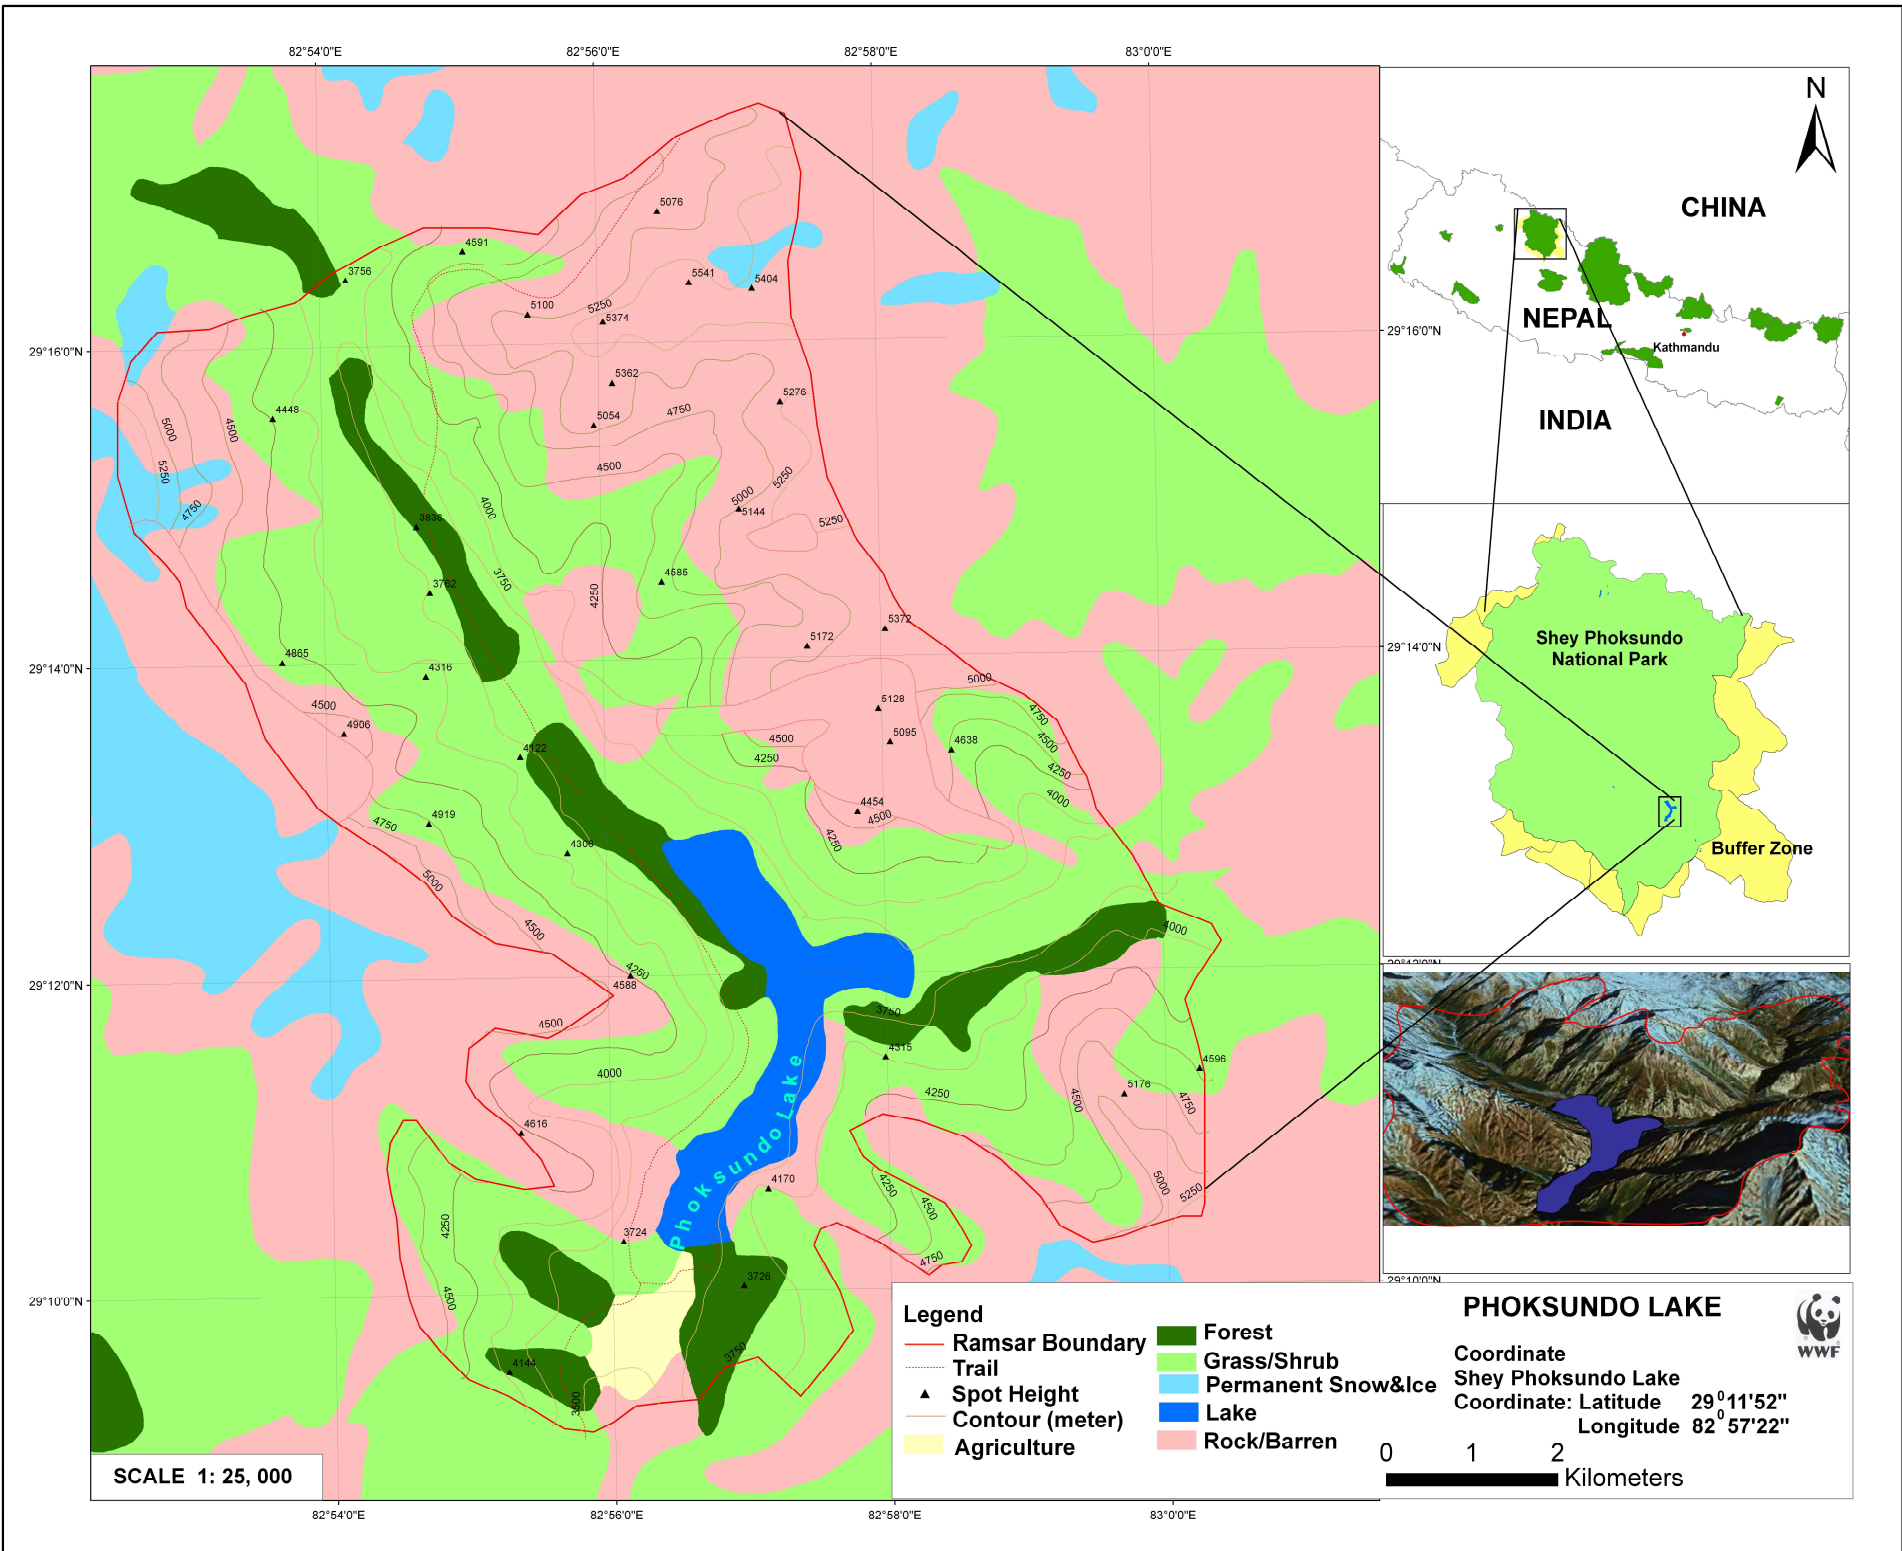 82°54'0"E
82°56'0"E
82°58'0"E
83°0'0"E
N
CHINA
NEPAL
Kathmandu
INDIA
29°16'0"N
29°16'0"N
29°14'0"N
29°14'0"N
29°12'0"N
29°12'0"N
29°10'0"N
29°10'0"N
5076
4591
3756
5541
5404
5100
5250
5374
5362
5276
5054
4750
4448
5000
4500
5250
4750
4500
4000
5000
5250
5144
5250
3836
3762
3750
4250
4585
5372
5172
4865
4316
5000
5128
4500
4906
4750
5095
4638
4500
4122
4500
4250
4250
4000
4454
4500
4250
4919
4750
4300
5000
4500
4000
4250
4588
3750
4500
4315
4000
4596
5176
4250
4500
4750
4616
4170
4250
4500
5000
5250
4250
3724
4750
3726
4500
3750
4144
3500
Phoksundo Lake
Shey Phoksundo
National Park
Buffer Zone
Legend
Ramsar Boundary
Trail
Spot Height
Contour (meter)
Agriculture
Forest
Grass/Shrub
Permanent Snow&Ice
Lake
Rock/Barren
PHOKSUNDO LAKE
WWF
Coordinate
Shey Phoksundo Lake
Coordinate: Latitude 29⁰11'52"
Longitude 82⁰57'22"
0 1 2
Kilometers
SCALE 1: 25, 000
82°54'0"E
82°56'0"E
82°58'0"E
83°0'0"E